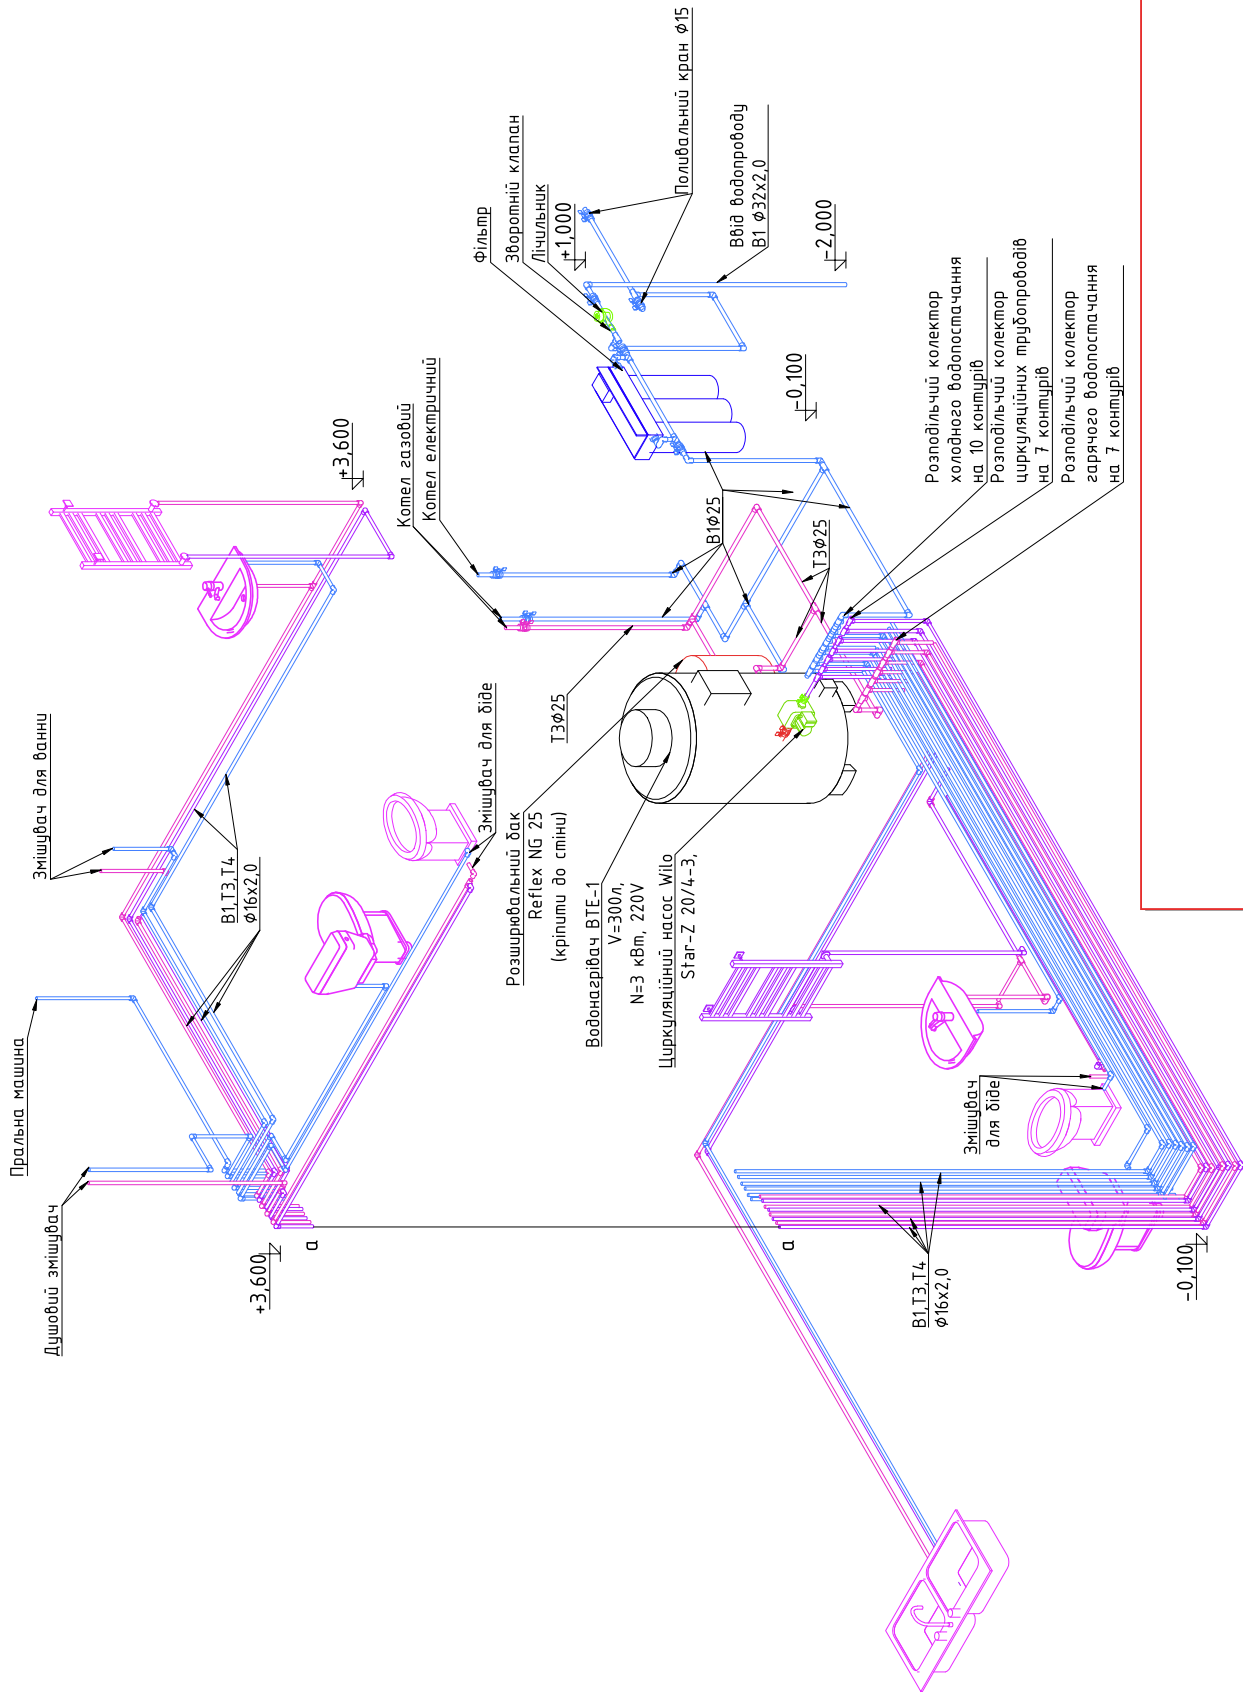 Пральна машина
Душовий змішувач
Змішувач для ванни
В1,Т3,Т4
φ16х2,0
+3,600
+3,600
а
Котел газовий
Котел електричний
Фільтр
Зворотній клапан
Лічильник
+1,000
Поливальний кран φ15
Ввід водопроводу
В1 φ32х2,0
-2,000
-0,100
В1φ25
Т3φ25
Т3φ25
Змішувач для біде
Розширювальний бак
Reflex NG 25
(кріпити до стіни)
Водонагрівач ВТЕ-1
V=300л,
N=3 кВт, 220V
Циркуляційний насос Wilo
Star-Z 20/4-3,
Розподільчий колектор
холодного водопостачання
на 10 контурів
Розподільчий колектор
циркуляційних трубопроводів
на 7 контурів
Розподільчий колектор
гарячого водопостачання
на 7 контурів
Змішувач
для біде
а
В1,Т3,Т4
φ16х2,0
-0,100